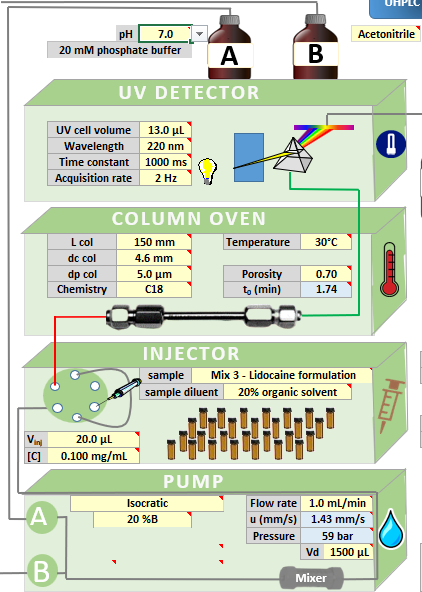 UHPLC
pH 7.0
20 mM phosphate buffer
A
B
Acetonitrile
UV DETECTOR
UV cell volume 13.0 µL
Wavelength 220 nm
Time constant 1000 ms
Acquisition rate 2 Hz
COLUMN OVEN
L col 150 mm Temperature 30°C
dc col 4.6 mm
dp col 5.0 µm Porosity 0.70
Chemistry C18 t0 (min) 1.74
INJECTOR
sample Mix 3 - Lidocaine formulation
sample diluent 20% organic solvent
Vinj 20.0 µL
[C] 0.100 mg/mL
PUMP
Isocratic Flow rate 1.0 mL/min
A 20 %B u (mm/s) 1.43 mm/s
Pressure 59 bar
Vd 1500 µL
B Mixer